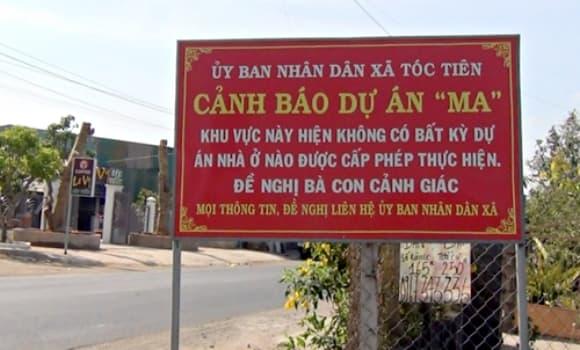 ỦY BAN NHÂN DÂN XÃ TÓC TIÊN
CẢNH BÁO DỰ ÁN "MA"
KHU VỰC NÀY HIỆN KHÔNG CÓ BẤT KỲ DỰ
ÁN NHÀ Ở NÀO ĐƯỢC CẤP PHÉP THỰC HIỆN.
ĐỀ NGHỊ BÀ CON CẢNH GIÁC
MỌI THÔNG TIN, ĐỀ NGHỊ LIÊN HỆ ỦY BAN NHÂN DÂN XÃ